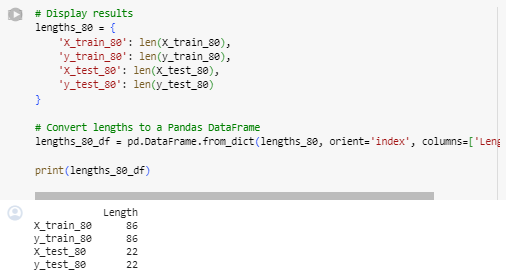 # Display results
lengths_80 = {
    'X_train_80': len(X_train_80),
    'y_train_80': len(y_train_80),
    'X_test_80': len(X_test_80),
    'y_test_80': len(y_test_80)
}
# Convert lengths to a Pandas DataFrame
lengths_80_df = pd.DataFrame.from_dict(lengths_80, orient='index', columns=['Leng
print(lengths_80_df)
Length
X_train_80 86
y_train_80 86
X_test_80 22
y_test_80 22